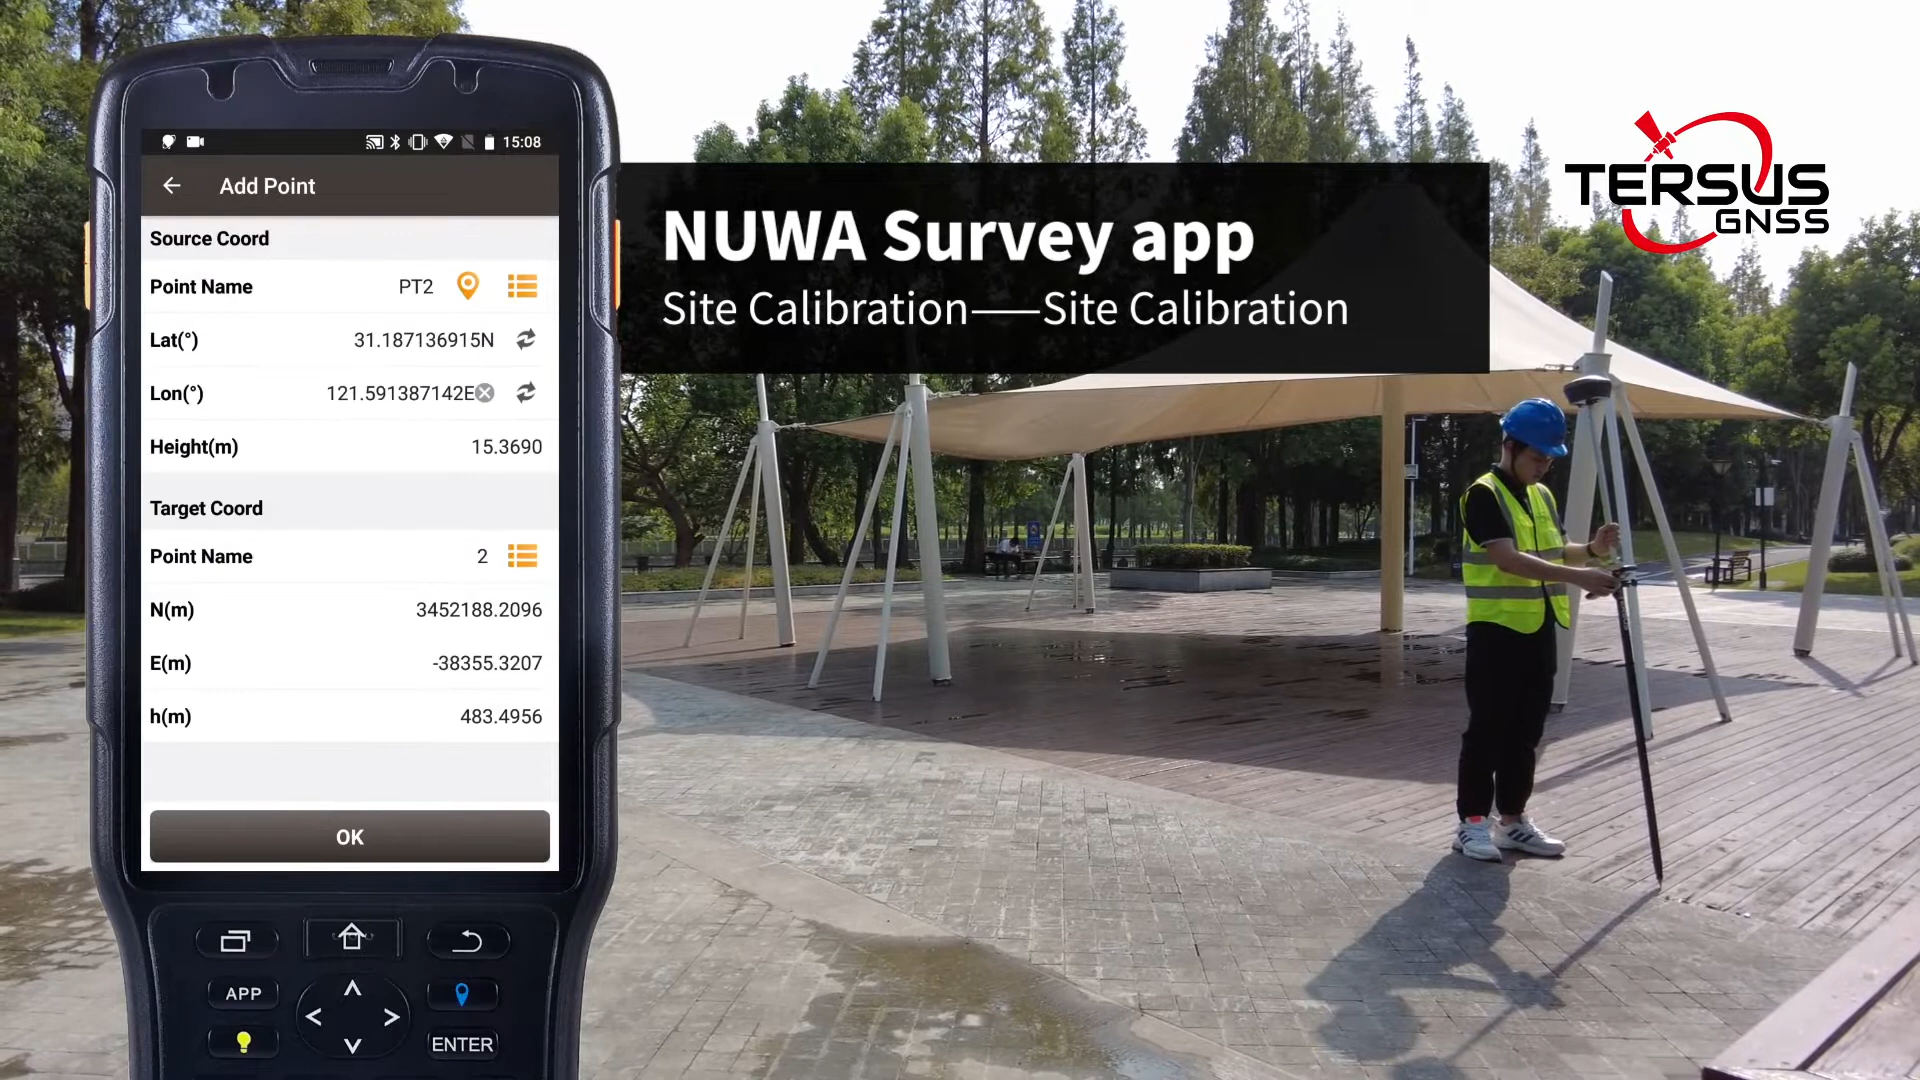 15:08
Add Point
Source Coord
Point Name PT2
Lat(°) 31.187136915N
Lon(°) 121.591387142E
Height(m) 15.3690
Target Coord
Point Name 2
N(m) 3452188.2096
E(m) -38355.3207
h(m) 483.4956
OK
APP
ENTER
NUWA Survey app
Site Calibration——Site Calibration
TERSUS
GNSS